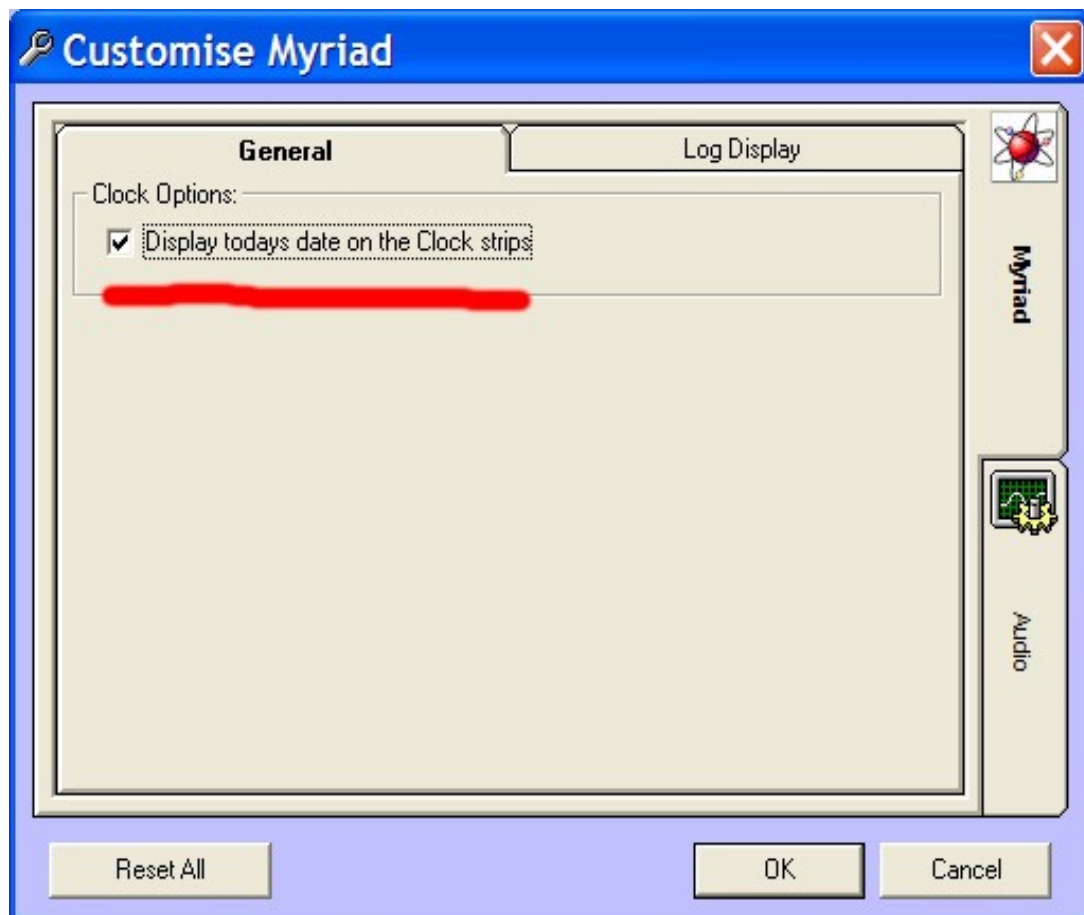 Customise Myriad
General
Log Display
Clock Options:
Display todays date on the Clock strips
Myriad
Audio
Reset All
OK
Cancel